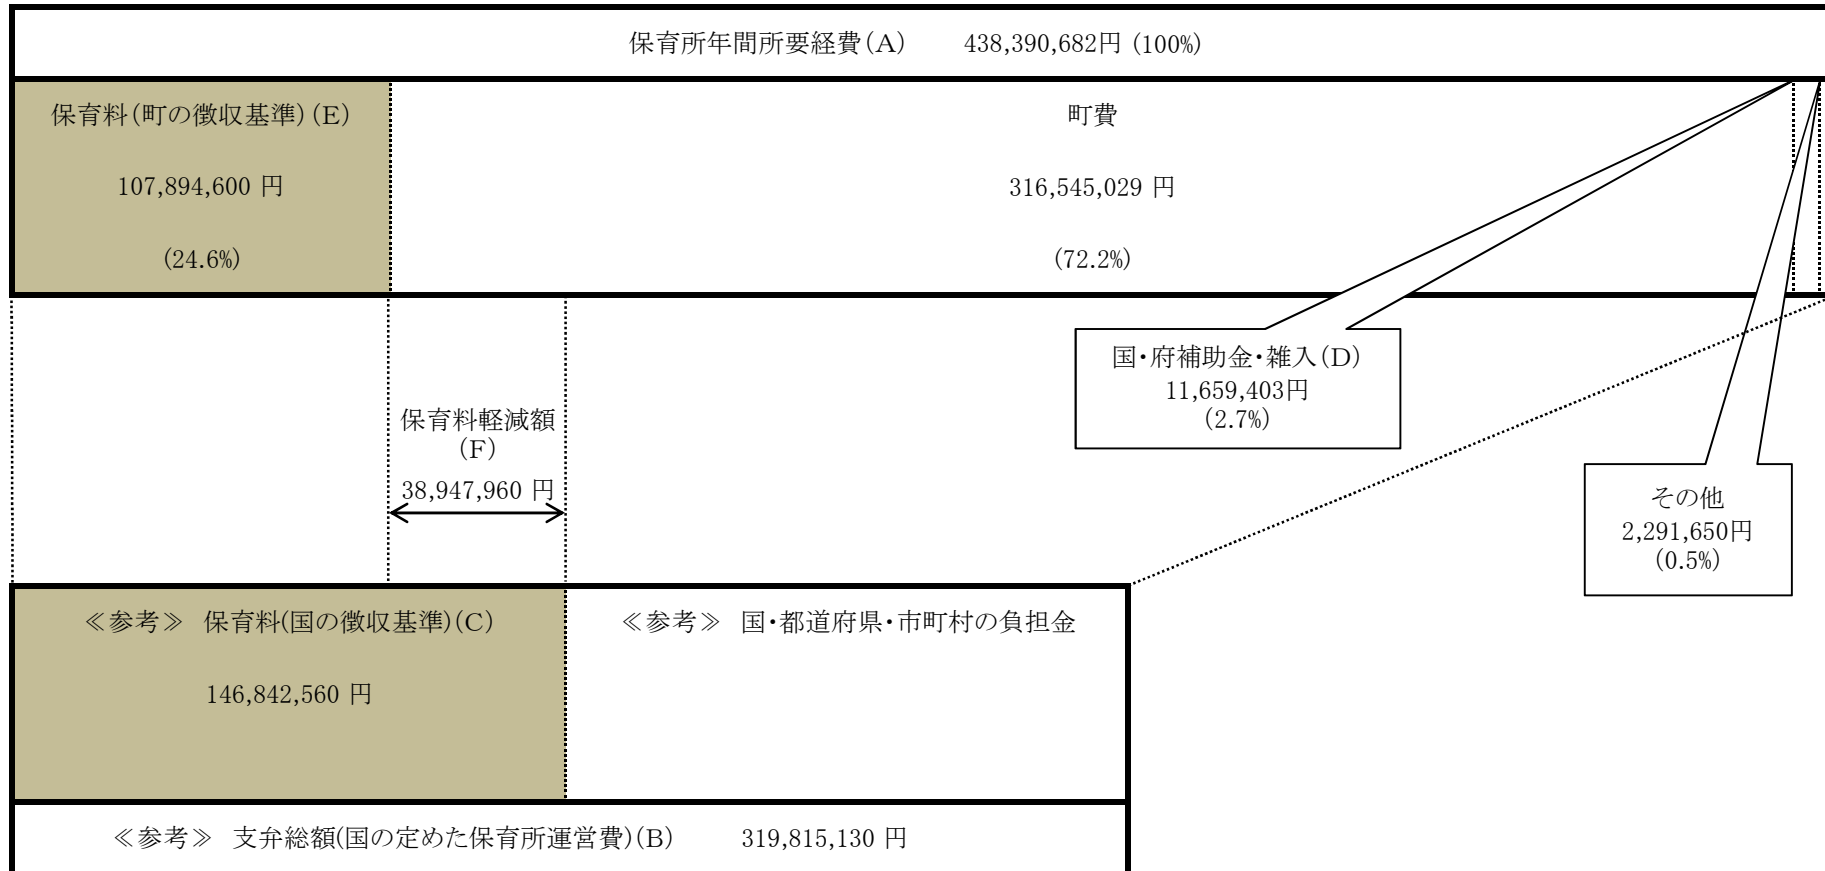 保育所年間所要経費（A）　　438,390,682円 (100%)
保育料（町の徴収基準）（E）
107,894,600 円
（24.6%）
町費
316,545,029 円
（72.2%）
国・府補助金・雑入（D）
11,659,403円
（2.7%）
保育料軽減額
（F）
38,947,960 円
その他
2,291,650円
（0.5%）
≪参考≫　保育料(国の徴収基準)（C）
146,842,560 円
≪参考≫　国・都道府県・市町村の負担金
≪参考≫　支弁総額(国の定めた保育所運営費)（B）　　319,815,130 円